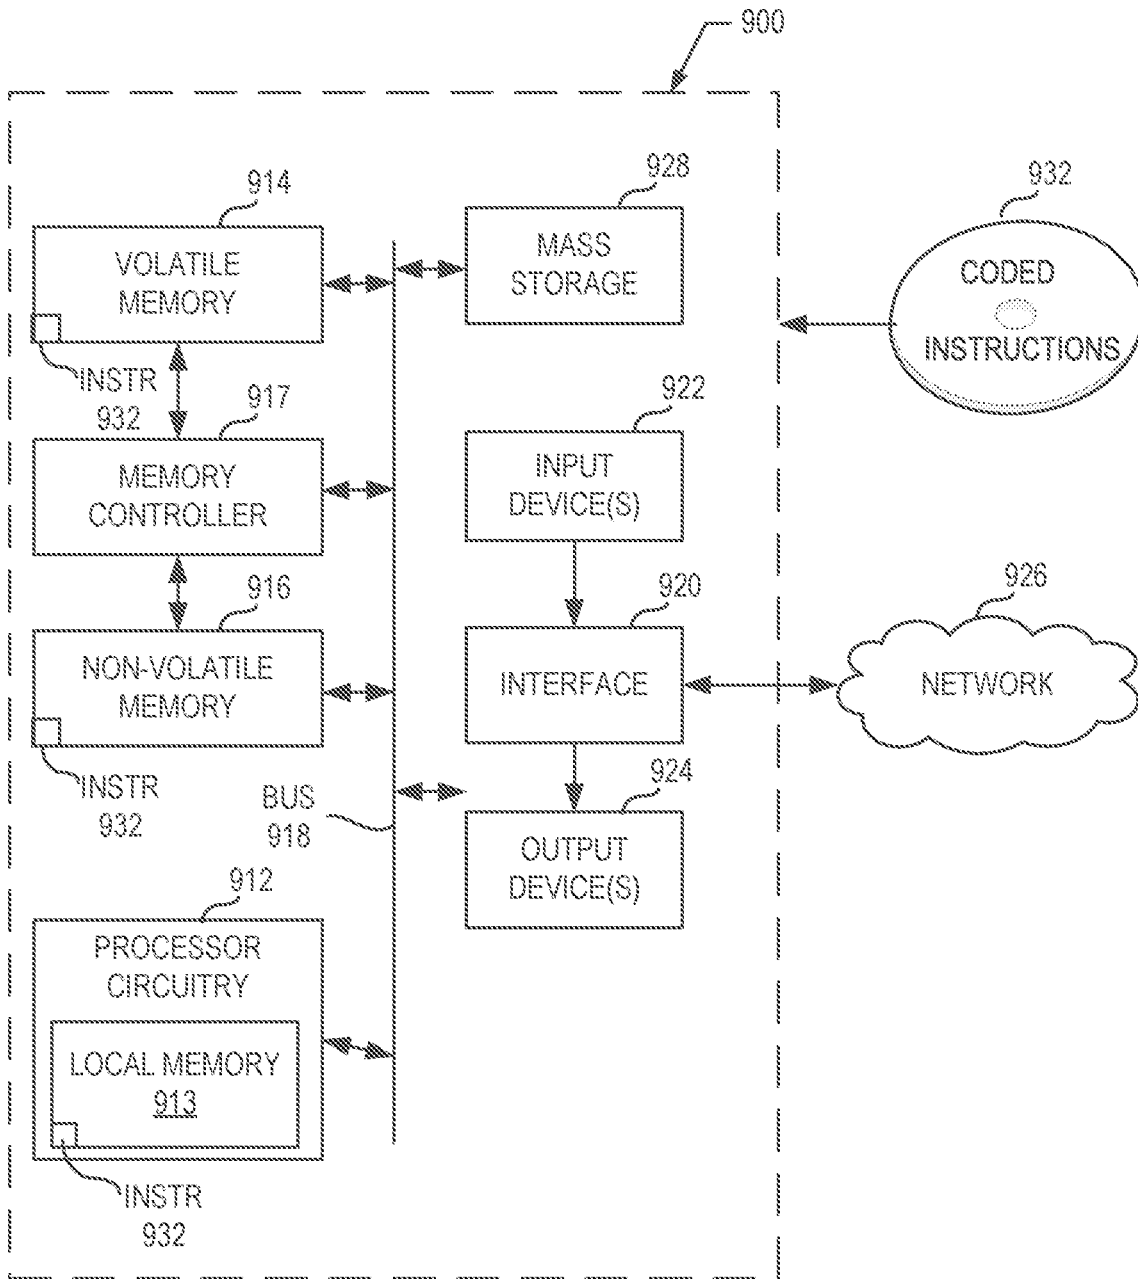 900
914
VOLATILE
MEMORY
INSTR
932
917
MEMORY
CONTROLLER
916
NON-VOLATILE
MEMORY
INSTR
932
BUS
918
912
PROCESSOR
CIRCUITRY
LOCAL MEMORY
913
INSTR
932
928
MASS
STORAGE
922
INPUT
DEVICE(S)
920
INTERFACE
924
OUTPUT
DEVICE(S)
932
CODED
INSTRUCTIONS
926
NETWORK